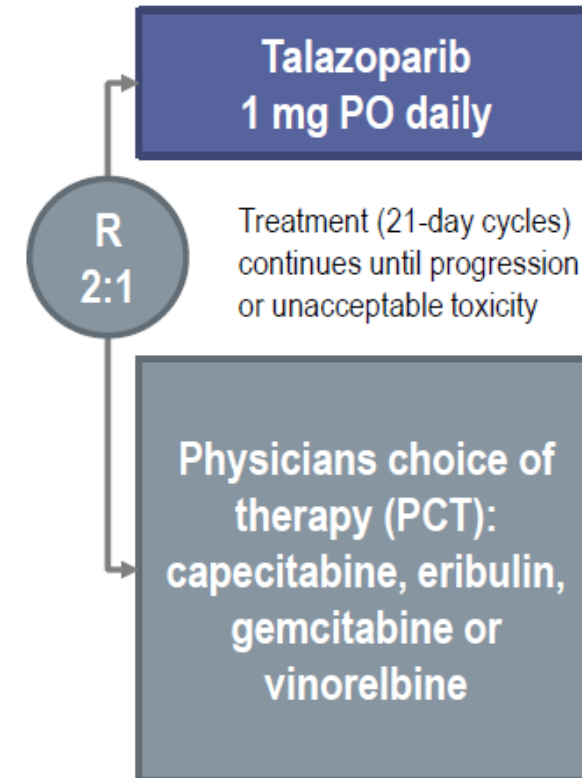 Talazoparib
1 mg PO daily
R
2:1
Treatment (21-day cycles)
continues until progression
or unacceptable toxicity
Physicians choice of
therapy (PCT):
capecitabine, eribulin,
gemcitabine or
vinorelbine